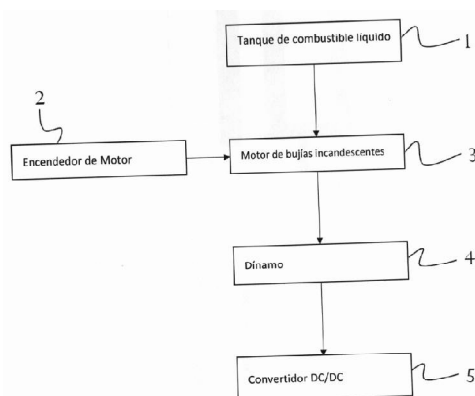 Tanque de combustible líquido
1
2
Encendedor de Motor
Motor de bujías incandescentes
3
Dínamo
4
Convertidor DC/DC
5